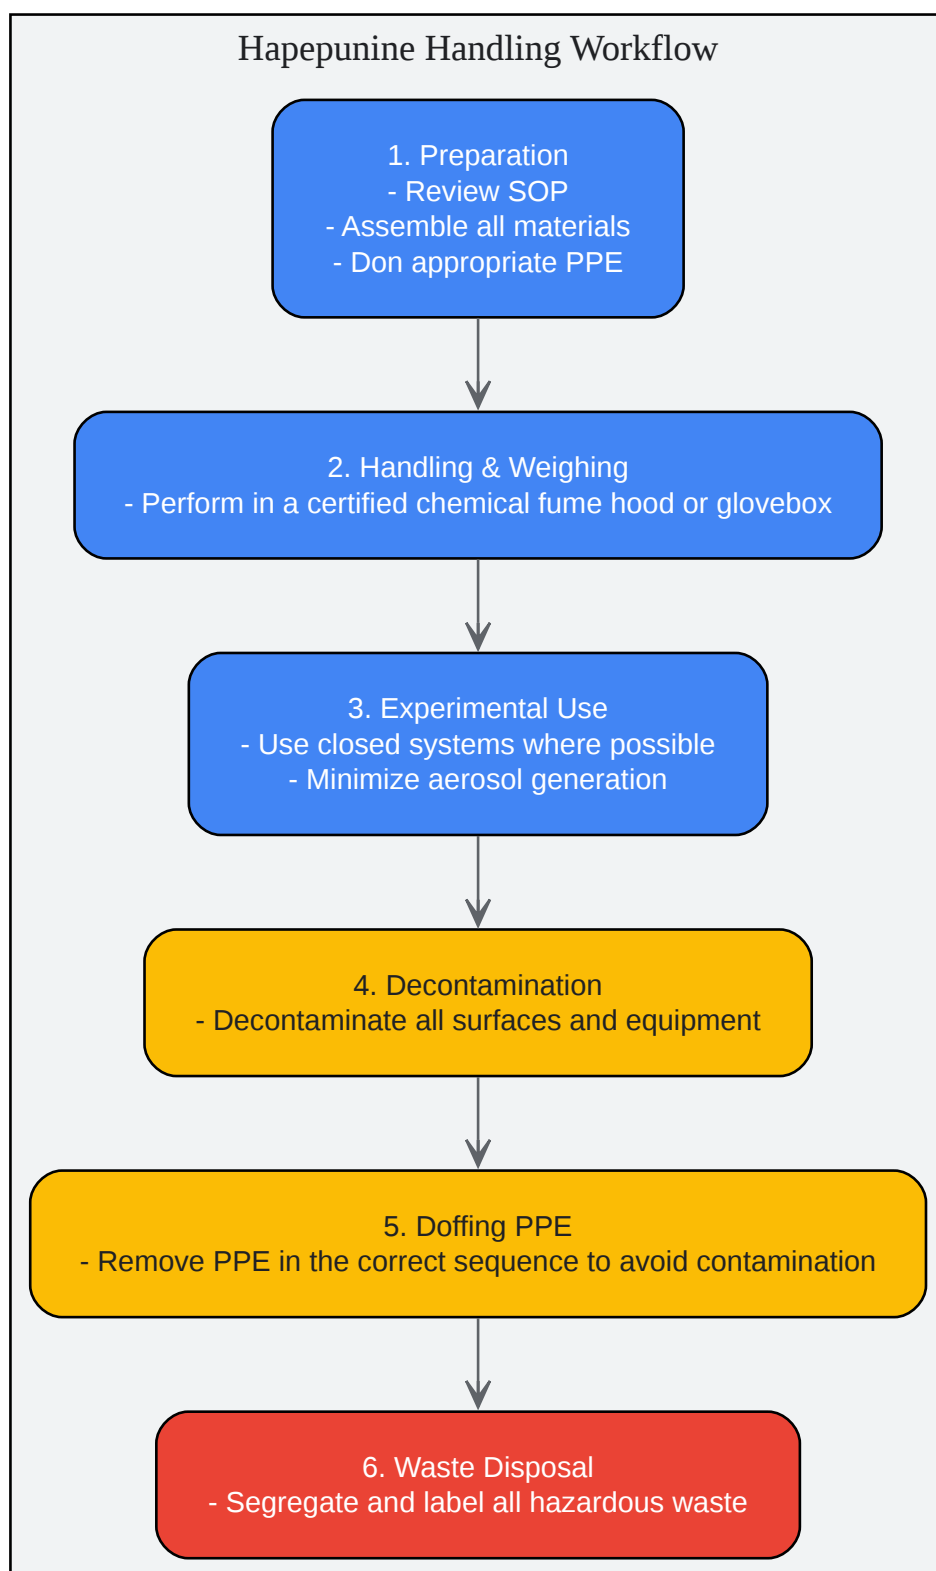 Hapepunine Handling Workflow
1. Preparation
- Review SOP
- Assemble all materials
- Don appropriate PPE
2. Handling & Weighing
- Perform in a certified chemical fume hood or glovebox
3. Experimental Use
- Use closed systems where possible
- Minimize aerosol generation
4. Decontamination
- Decontaminate all surfaces and equipment
5. Doffing PPE
- Remove PPE in the correct sequence to avoid contamination
6. Waste Disposal
- Segregate and label all hazardous waste